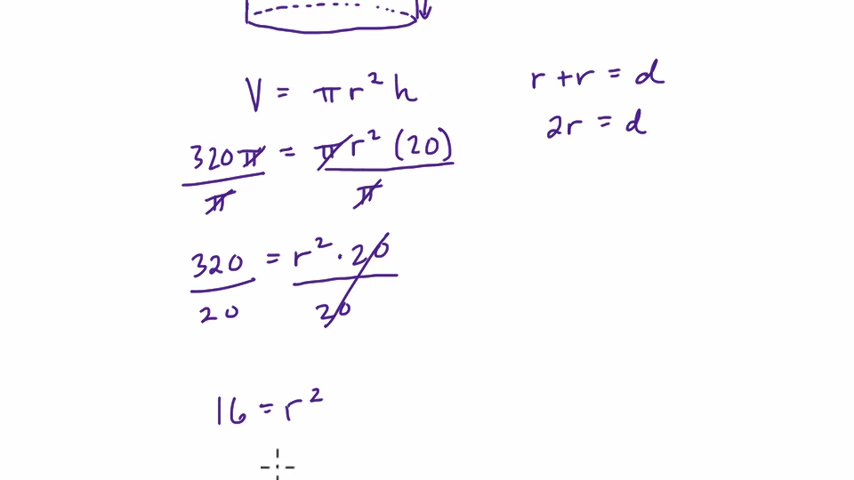 V = πr²h
r + r = d
2r = d
320π = πr² (20)
π π
320 = r² · 20
20 20
16 = r²